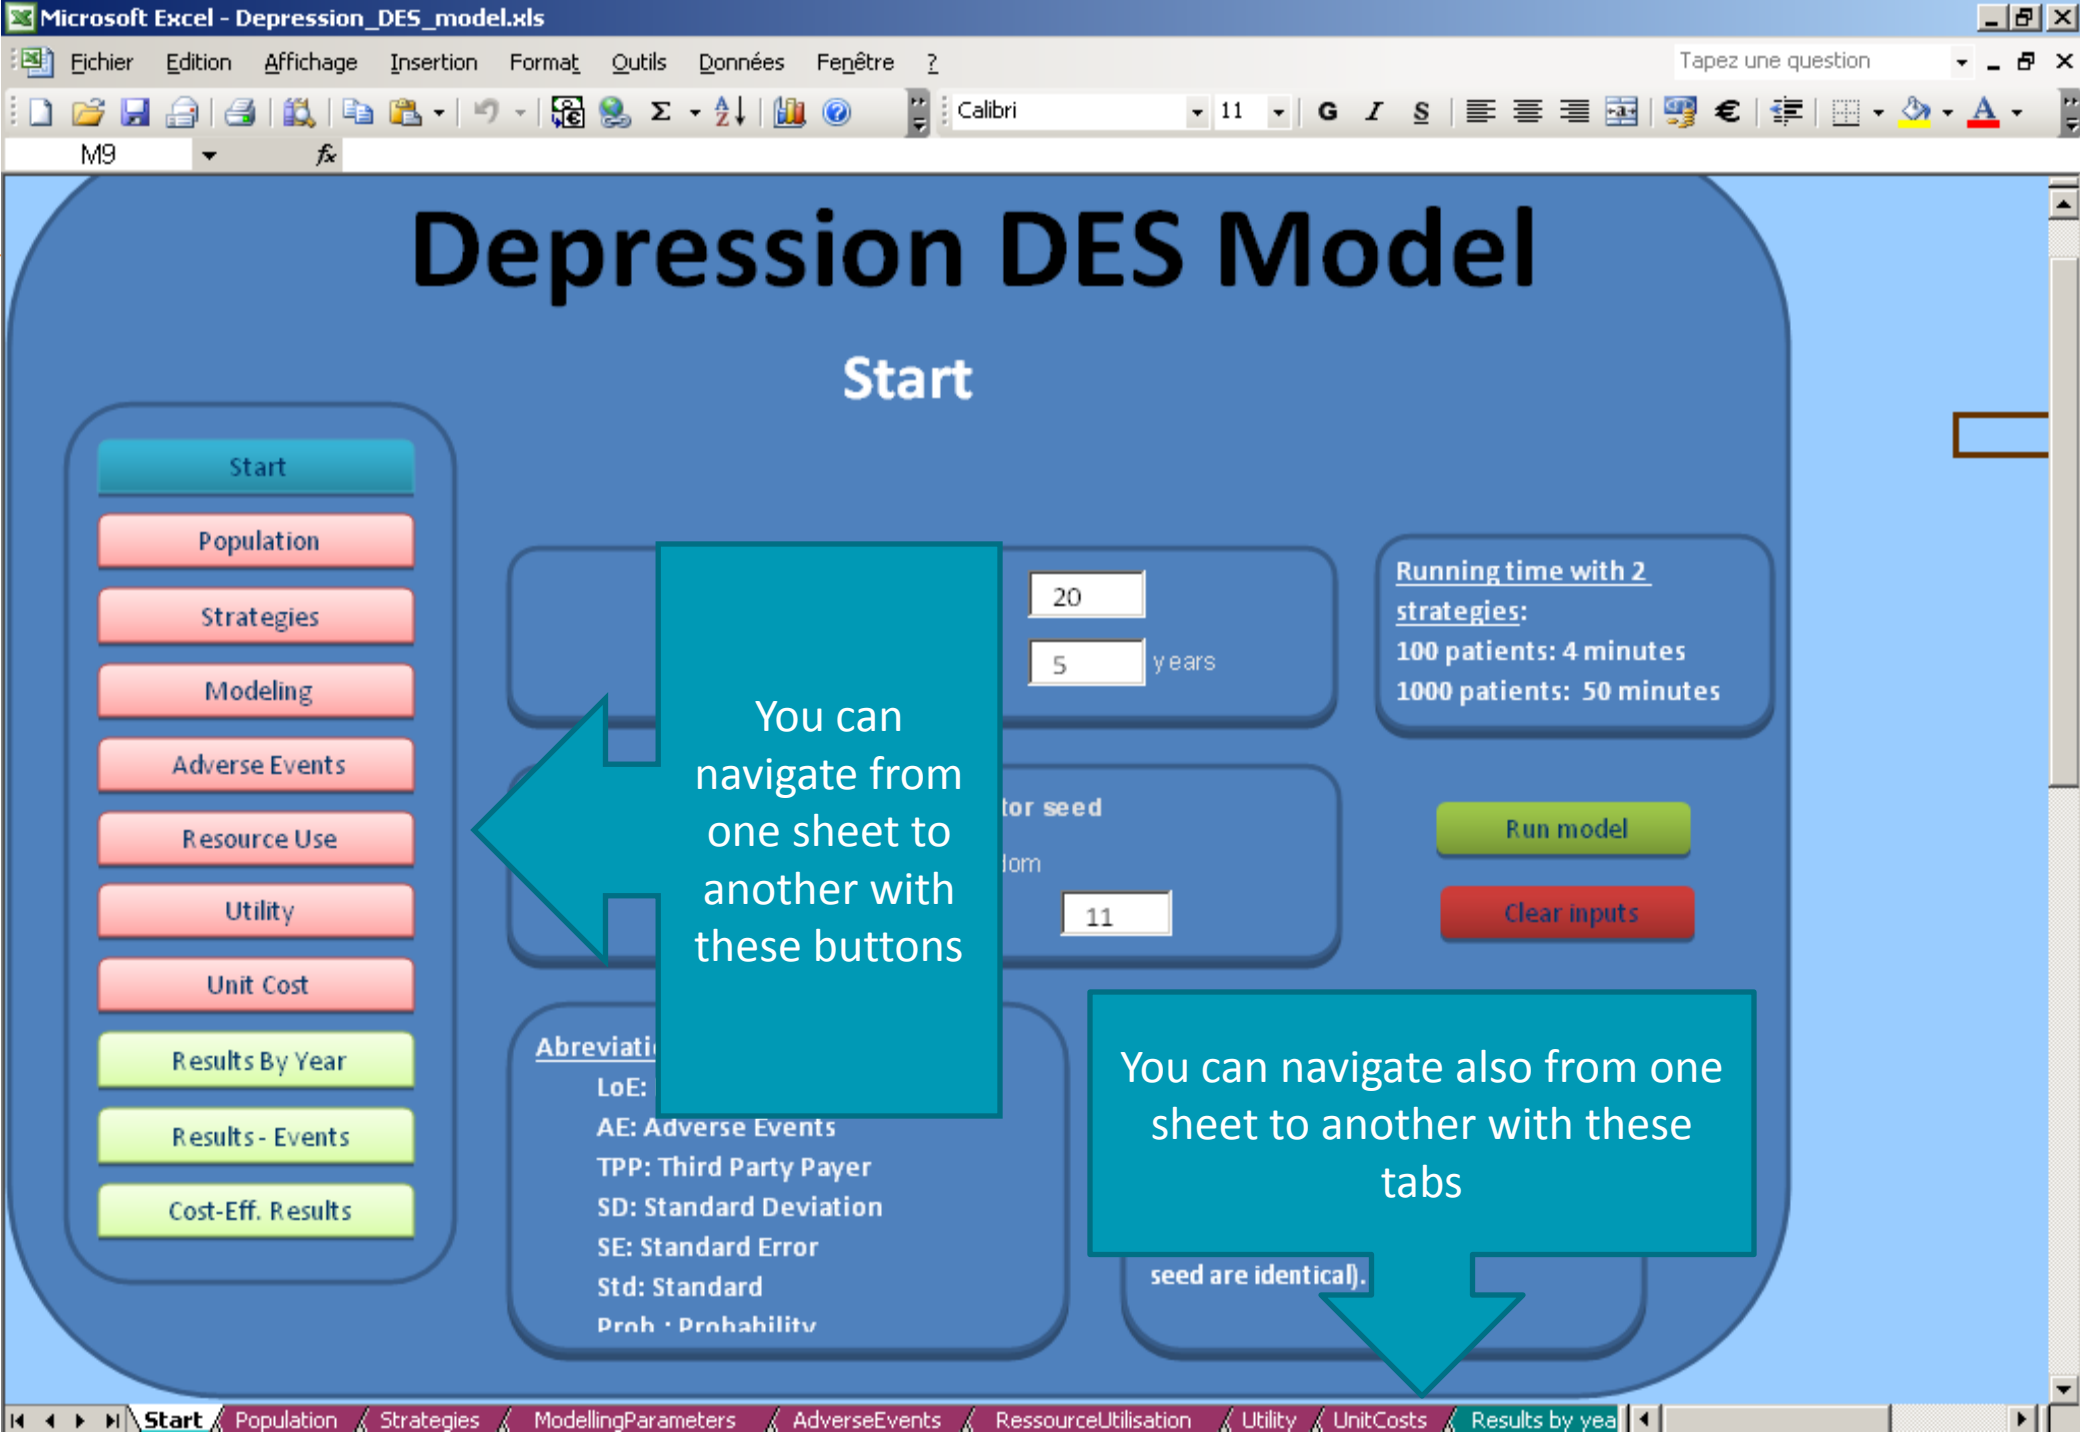 Microsoft Excel - Depression_DES_model.xls
Fichier Edition Affichage Insertion Format Outils Données Fenêtre ?
Tapez une question
Calibri 11 G I S
M9 fx
Depression DES Model
Start
Start
Population
Strategies
Modeling
Adverse Events
Resource Use
Utility
Unit Cost
Results By Year
Results - Events
Cost-Eff. Results
20
5 years
Running time with 2
strategies:
100 patients: 4 minutes
1000 patients: 50 minutes
You can
navigate from
one sheet to
another with
these buttons
tor seed
dom
11
Run model
Clear inputs
Abreviati
LoE:
AE: Adverse Events
TPP: Third Party Payer
SD: Standard Deviation
SE: Standard Error
Std: Standard
Prob : Probability
You can navigate also from one
sheet to another with these
tabs
seed are identical).
Start Population Strategies ModellingParameters AdverseEvents RessourceUtilisation Utility UnitCosts Results by yea